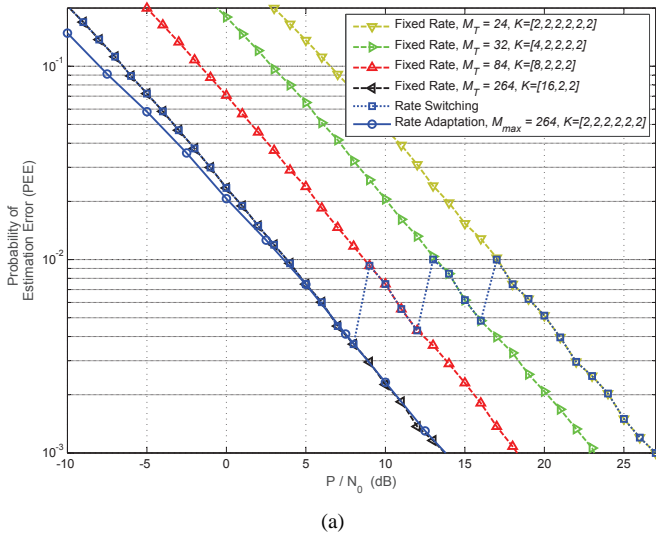 Fixed Rate, M_T = 24, K=[2,2,2,2,2,2]
Fixed Rate, M_T = 32, K=[4,2,2,2,2]
Fixed Rate, M_T = 84, K=[8,2,2,2]
Fixed Rate, M_T = 264, K=[16,2,2]
Rate Switching
Rate Adaptation, M_max = 264, K=[2,2,2,2,2,2]
Probability of
Estimation Error (PEE)
10^-1
10^-2
10^-3
-10 -5 0 5 10 15 20 25
P / N_0 (dB)
(a)